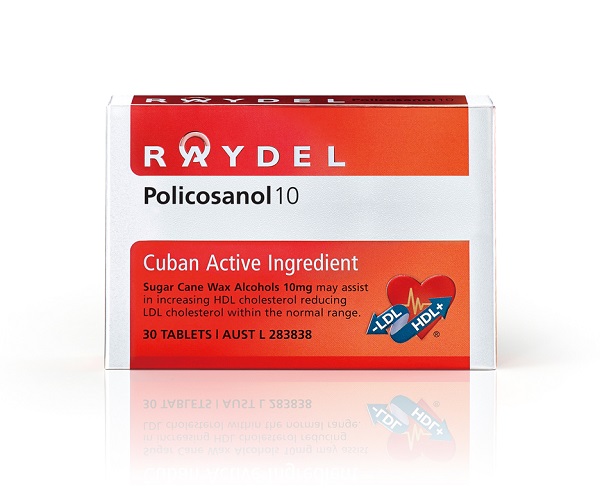 RAYDEL Policosanol10
RAYDEL
Policosanol10
Cuban Active Ingredient
Sugar Cane Wax Alcohols 10mg may assist
in increasing HDL cholesterol reducing
LDL cholesterol within the normal range.
-LDL HDL+
®
30 TABLETS | AUST L 283838